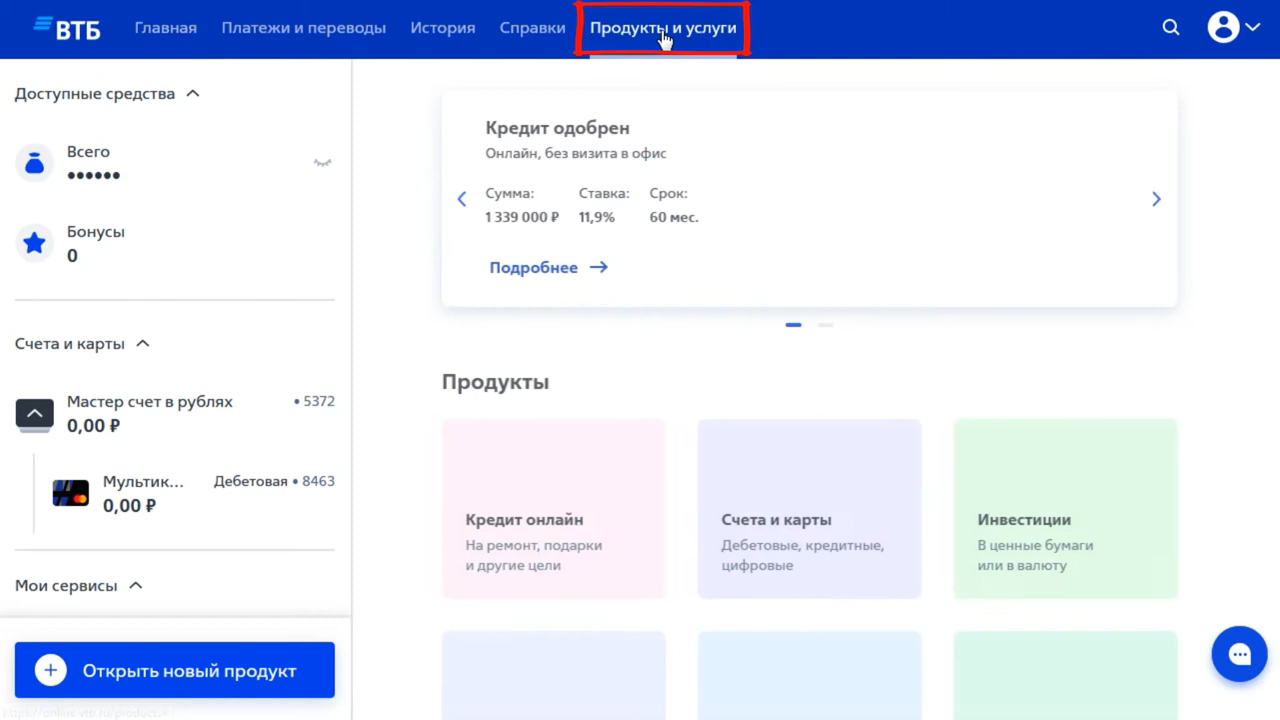 ВТБ
Главная
Платежи и переводы
История
Справки
Продукты и услуги
Доступные средства
Всего
••••••
Бонусы
0
Счета и карты
Мастер счет в рублях
• 5372
0,00 ₽
Мультик...
Дебетовая • 8463
0,00 ₽
Мои сервисы
Открыть новый продукт
Кредит одобрен
Онлайн, без визита в офис
Сумма:
Ставка:
Срок:
1 339 000 ₽
11,9%
60 мес.
Подробнее
Продукты
Кредит онлайн
На ремонт, подарки
и другие цели
Счета и карты
Дебетовые, кредитные,
цифровые
Инвестиции
В ценные бумаги
или в валюту